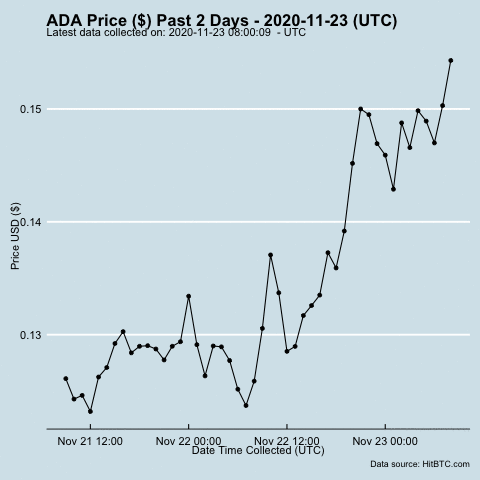 ADA Price ($) Past 2 Days - 2020-11-23 (UTC)
Latest data collected on: 2020-11-23 08:00:09 - UTC
Price USD ($)
0.15
0.14
0.13
Nov 21 12:00 Nov 22 00:00 Nov 22 12:00 Nov 23 00:00
Date Time Collected (UTC)
Data source: HitBTC.com